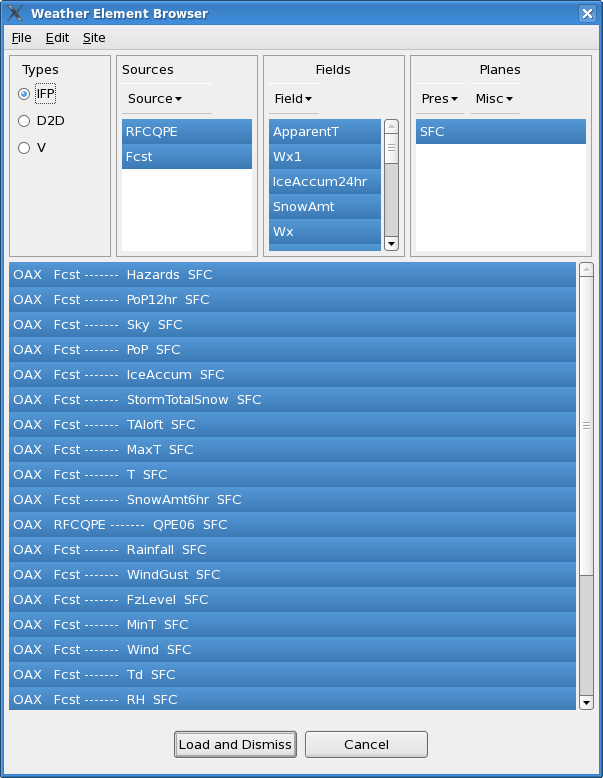 Weather Element Browser
File Edit Site
Types
IFP
D2D
V
Sources
Source
RFCQPE
Fcst
Fields
Field
ApparentT
Wx1
IceAccum24hr
SnowAmt
Wx
Planes
Pres Misc
SFC
OAX Fcst ------- Hazards SFC
OAX Fcst ------- PoP12hr SFC
OAX Fcst ------- Sky SFC
OAX Fcst ------- PoP SFC
OAX Fcst ------- IceAccum SFC
OAX Fcst ------- StormTotalSnow SFC
OAX Fcst ------- TAloft SFC
OAX Fcst ------- MaxT SFC
OAX Fcst ------- T SFC
OAX Fcst ------- SnowAmt6hr SFC
OAX RFCQPE ------- QPE06 SFC
OAX Fcst ------- Rainfall SFC
OAX Fcst ------- WindGust SFC
OAX Fcst ------- FzLevel SFC
OAX Fcst ------- MinT SFC
OAX Fcst ------- Wind SFC
OAX Fcst ------- Td SFC
OAX Fcst ------- RH SFC
Load and Dismiss Cancel